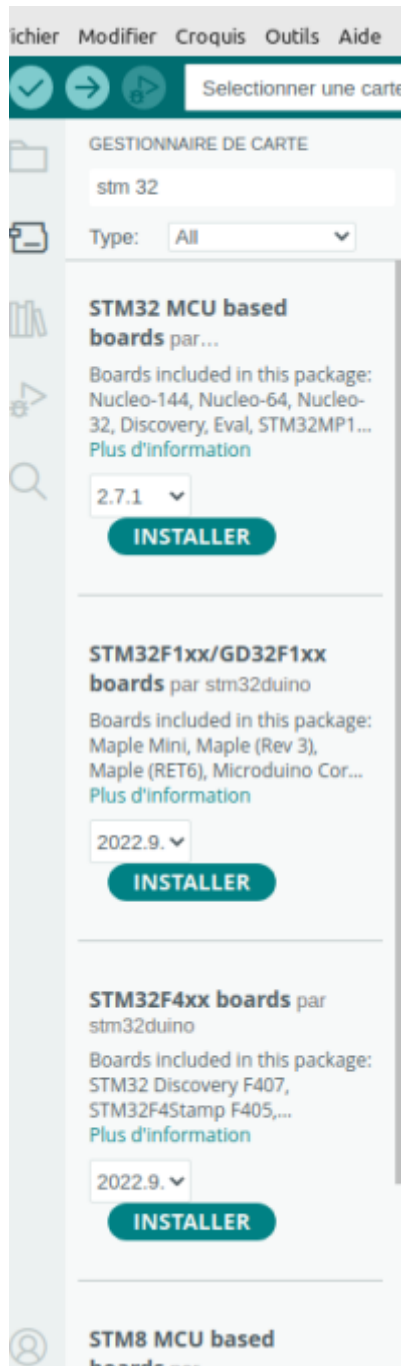 ichier Modifier Croquis Outils Aide
Selectionner une carte
GESTIONNAIRE DE CARTE
stm 32
Type: All
STM32 MCU based
boards par...
Boards included in this package:
Nucleo-144, Nucleo-64, Nucleo-
32, Discovery, Eval, STM32MP1...
Plus d'information
2.7.1
INSTALLER
STM32F1xx/GD32F1xx
boards par stm32duino
Boards included in this package:
Maple Mini, Maple (Rev 3),
Maple (RET6), Microduino Cor...
Plus d'information
2022.9.
INSTALLER
STM32F4xx boards par
stm32duino
Boards included in this package:
STM32 Discovery F407,
STM32F4Stamp F405,...
Plus d'information
2022.9.
INSTALLER
STM8 MCU based
boards